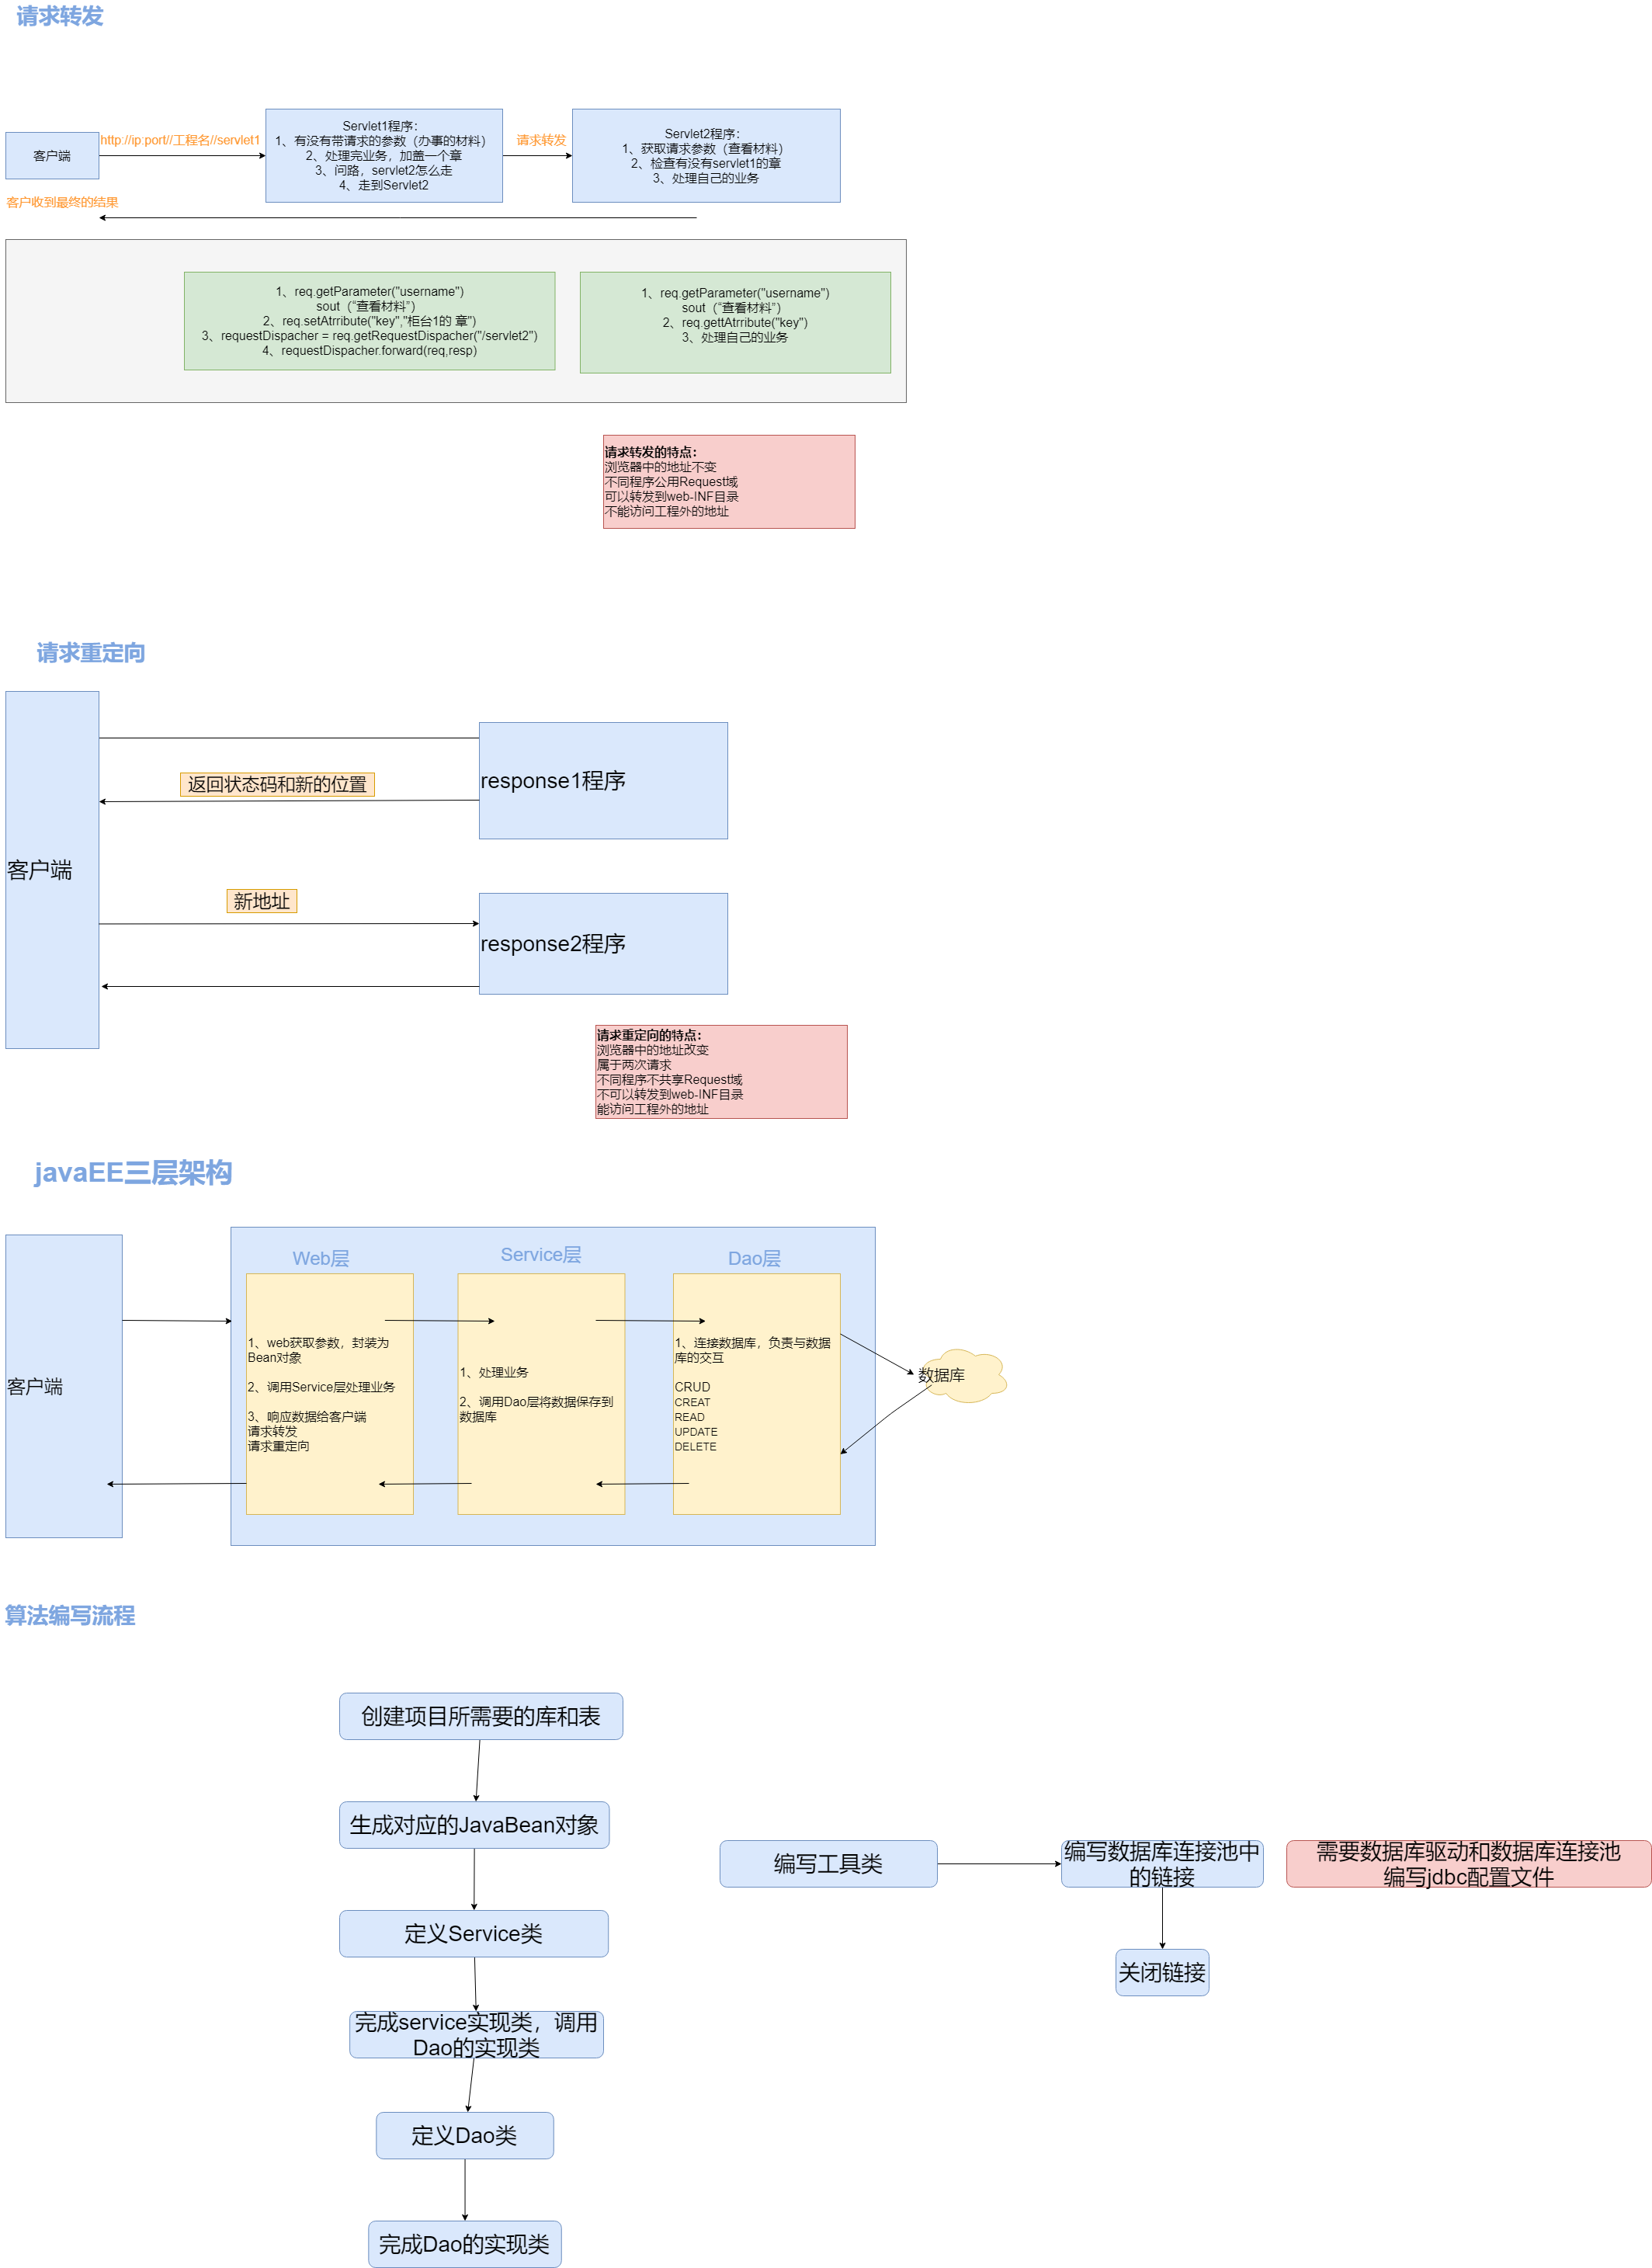 请求转发
http://ip:port//工程名//servlet1
客户端
Servlet1程序：
1、有没有带请求的参数（办事的材料）
2、处理完业务，加盖一个章
3、问路，servlet2怎么走
4、走到Servlet2
请求转发
Servlet2程序：
1、获取请求参数（查看材料）
2、检查有没有servlet1的章
3、处理自己的业务
客户收到最终的结果
1、req.getParameter("username")
sout（“查看材料”）
2、req.setAtrribute("key","柜台1的 章")
3、requestDispacher = req.getRequestDispacher("/servlet2")
4、requestDispacher.forward(req,resp)
1、req.getParameter("username")
sout（“查看材料”）
2、req.gettAtrribute("key")
3、处理自己的业务
请求转发的特点：
浏览器中的地址不变
不同程序公用Request域
可以转发到web-INF目录
不能访问工程外的地址
请求重定向
客户端
返回状态码和新的位置
response1程序
新地址
response2程序
请求重定向的特点：
浏览器中的地址改变
属于两次请求
不同程序不共享Request域
不可以转发到web-INF目录
能访问工程外的地址
javaEE三层架构
客户端
Web层
1、web获取参数，封装为
Bean对象
2、调用Service层处理业务
3、响应数据给客户端
请求转发
请求重定向
Service层
1、处理业务
2、调用Dao层将数据保存到
数据库
Dao层
1、连接数据库，负责与数据
库的交互
CRUD
CREAT
READ
UPDATE
DELETE
数据库
算法编写流程
创建项目所需要的库和表
生成对应的JavaBean对象
定义Service类
完成service实现类，调用
Dao的实现类
定义Dao类
完成Dao的实现类
编写工具类
编写数据库连接池中
的链接
关闭链接
需要数据库驱动和数据库连接池
编写jdbc配置文件